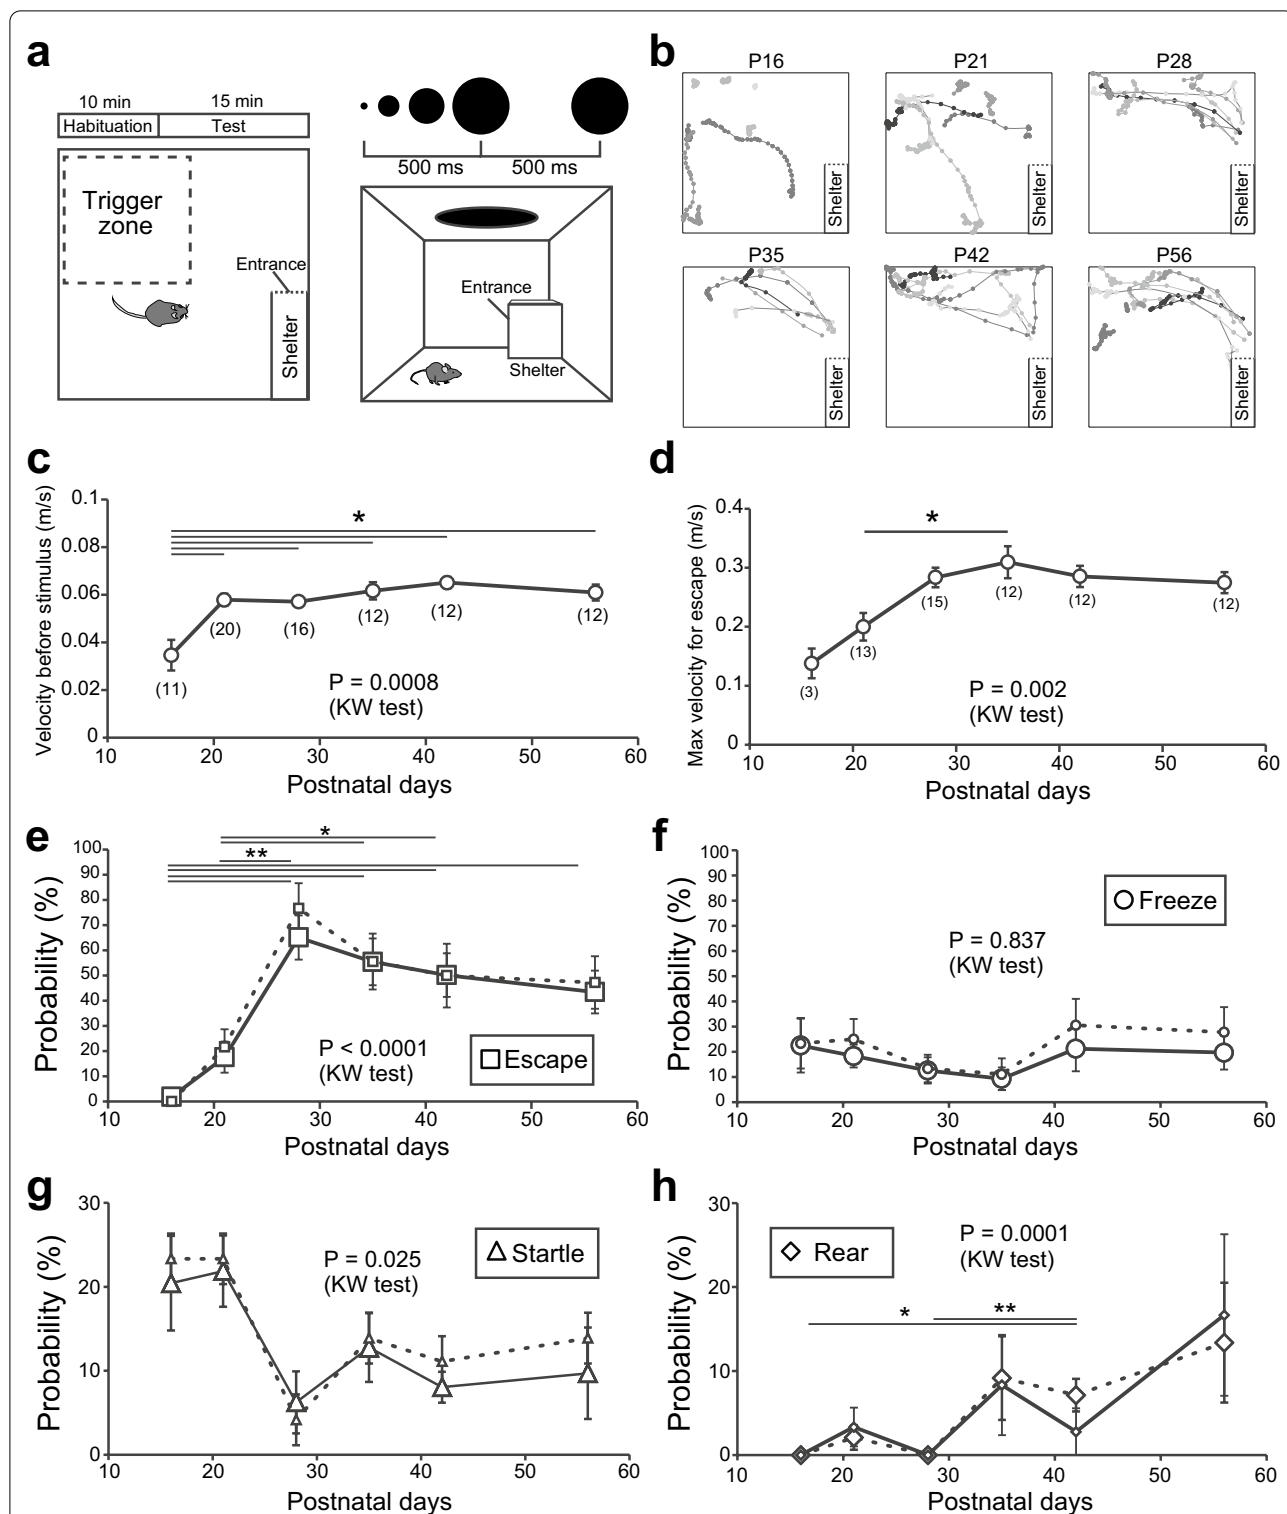 a
10 min 15 min
Habituation Test
Trigger
zone
Entrance
Shelter
500 ms 500 ms
Entrance
Shelter
b
P16 P21 P28
Shelter Shelter Shelter
P35 P42 P56
Shelter Shelter Shelter
c
Velocity before stimulus (m/s)
0.1
0.08
0.06
0.04
0.02
0
*
(11) (20) (16) (12) (12) (12)
P = 0.0008
(KW test)
10 20 30 40 50 60
Postnatal days
d
Max velocity for escape (m/s)
0.4
0.3
0.2
0.1
0
*
(3) (13) (15) (12) (12) (12)
P = 0.002
(KW test)
10 20 30 40 50 60
Postnatal days
e
Probability (%)
100
90
80
70
60
50
40
30
20
10
0
*
**
P < 0.0001
(KW test)
Escape
10 20 30 40 50 60
Postnatal days
f
Probability (%)
100
90
80
70
60
50
40
30
20
10
0
Freeze
P = 0.837
(KW test)
10 20 30 40 50 60
Postnatal days
g
Probability (%)
30
20
10
0
P = 0.025
(KW test)
Startle
10 20 30 40 50 60
Postnatal days
h
Probability (%)
30
20
10
0
Rear
P = 0.0001
(KW test)
* **
10 20 30 40 50 60
Postnatal days